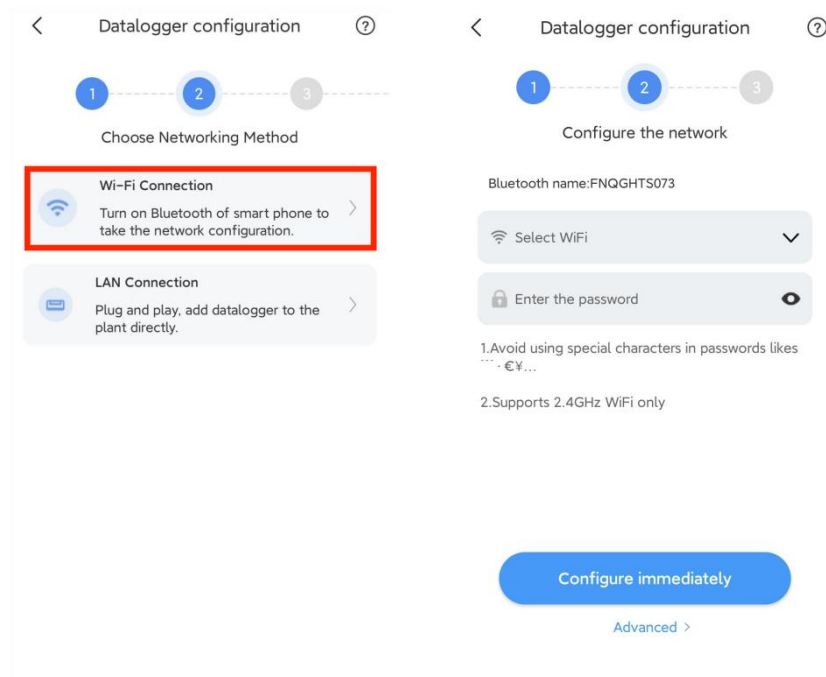 Datalogger configuration
1
2
3
Choose Networking Method
Wi-Fi Connection
Turn on Bluetooth of smart phone to
take the network configuration.
LAN Connection
Plug and play, add datalogger to the
plant directly.
Datalogger configuration
1
2
3
Configure the network
Bluetooth name:FNQGHTS073
Select WiFi
Enter the password
1.Avoid using special characters in passwords likes
``` · €¥...
2.Supports 2.4GHz WiFi only
Configure immediately
Advanced >